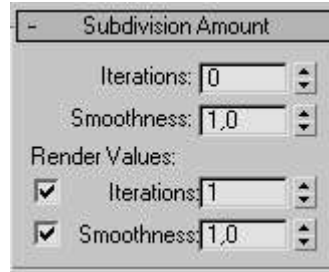 - Subdivision Amount
Iterations: 0
Smoothness: 1,0
Render Values:
Iterations: 1
Smoothness: 1,0